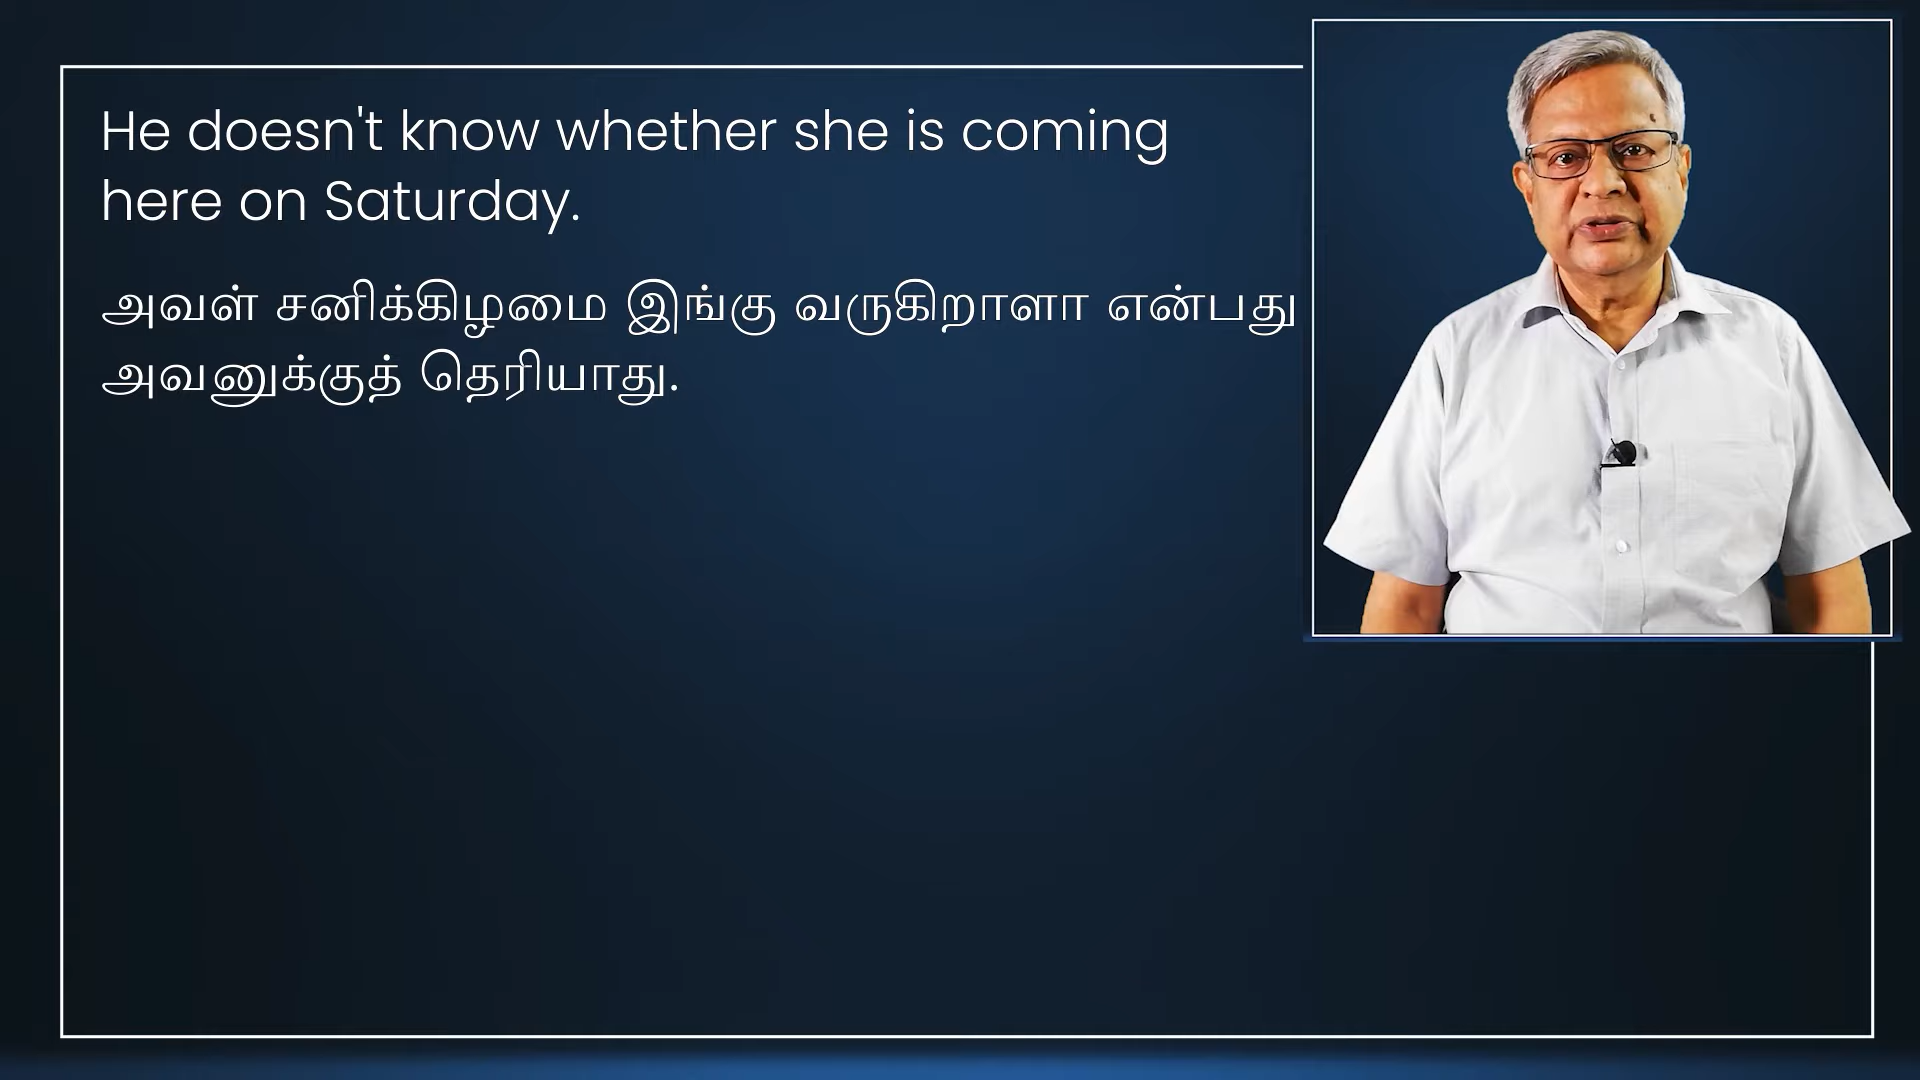 He doesn't know whether she is coming
here on Saturday.
அவள் சனிக்கிழமை இங்கு வருகிறாளா என்பது
அவனுக்குத் தெரியாது.